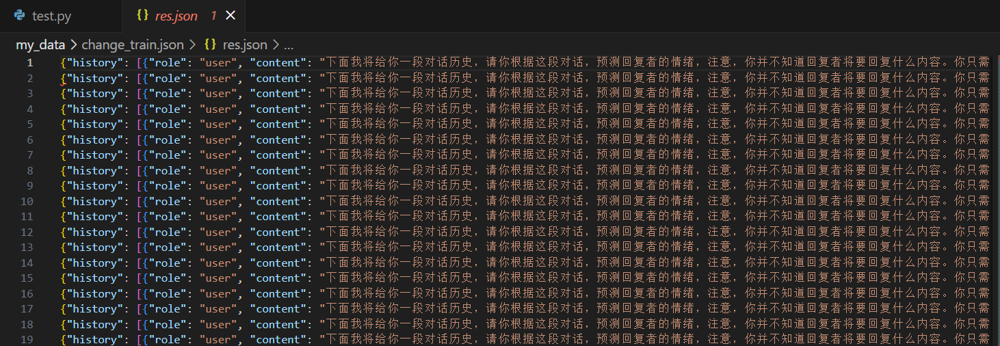 test.py {} res.json 1 ×
my_data > change_train.json > {} res.json > ...
1 {"history": [{"role": "user", "content": "下面我将给你一段对话历史，请你根据这段对话，预测回复者的情绪，注意，你并不知道回复者将要回复什么内容。你只需
2 {"history": [{"role": "user", "content": "下面我将给你一段对话历史，请你根据这段对话，预测回复者的情绪，注意，你并不知道回复者将要回复什么内容。你只需
3 {"history": [{"role": "user", "content": "下面我将给你一段对话历史，请你根据这段对话，预测回复者的情绪，注意，你并不知道回复者将要回复什么内容。你只需
4 {"history": [{"role": "user", "content": "下面我将给你一段对话历史，请你根据这段对话，预测回复者的情绪，注意，你并不知道回复者将要回复什么内容。你只需
5 {"history": [{"role": "user", "content": "下面我将给你一段对话历史，请你根据这段对话，预测回复者的情绪，注意，你并不知道回复者将要回复什么内容。你只需
6 {"history": [{"role": "user", "content": "下面我将给你一段对话历史，请你根据这段对话，预测回复者的情绪，注意，你并不知道回复者将要回复什么内容。你只需
7 {"history": [{"role": "user", "content": "下面我将给你一段对话历史，请你根据这段对话，预测回复者的情绪，注意，你并不知道回复者将要回复什么内容。你只需
8 {"history": [{"role": "user", "content": "下面我将给你一段对话历史，请你根据这段对话，预测回复者的情绪，注意，你并不知道回复者将要回复什么内容。你只需
9 {"history": [{"role": "user", "content": "下面我将给你一段对话历史，请你根据这段对话，预测回复者的情绪，注意，你并不知道回复者将要回复什么内容。你只需
10 {"history": [{"role": "user", "content": "下面我将给你一段对话历史，请你根据这段对话，预测回复者的情绪，注意，你并不知道回复者将要回复什么内容。你只需
11 {"history": [{"role": "user", "content": "下面我将给你一段对话历史，请你根据这段对话，预测回复者的情绪，注意，你并不知道回复者将要回复什么内容。你只需
12 {"history": [{"role": "user", "content": "下面我将给你一段对话历史，请你根据这段对话，预测回复者的情绪，注意，你并不知道回复者将要回复什么内容。你只需
13 {"history": [{"role": "user", "content": "下面我将给你一段对话历史，请你根据这段对话，预测回复者的情绪，注意，你并不知道回复者将要回复什么内容。你只需
14 {"history": [{"role": "user", "content": "下面我将给你一段对话历史，请你根据这段对话，预测回复者的情绪，注意，你并不知道回复者将要回复什么内容。你只需
15 {"history": [{"role": "user", "content": "下面我将给你一段对话历史，请你根据这段对话，预测回复者的情绪，注意，你并不知道回复者将要回复什么内容。你只需
16 {"history": [{"role": "user", "content": "下面我将给你一段对话历史，请你根据这段对话，预测回复者的情绪，注意，你并不知道回复者将要回复什么内容。你只需
17 {"history": [{"role": "user", "content": "下面我将给你一段对话历史，请你根据这段对话，预测回复者的情绪，注意，你并不知道回复者将要回复什么内容。你只需
18 {"history": [{"role": "user", "content": "下面我将给你一段对话历史，请你根据这段对话，预测回复者的情绪，注意，你并不知道回复者将要回复什么内容。你只需
19 {"history": [{"role": "user", "content": "下面我将给你一段对话历史，请你根据这段对话，预测回复者的情绪，注意，你并不知道回复者将要回复什么内容。你只需